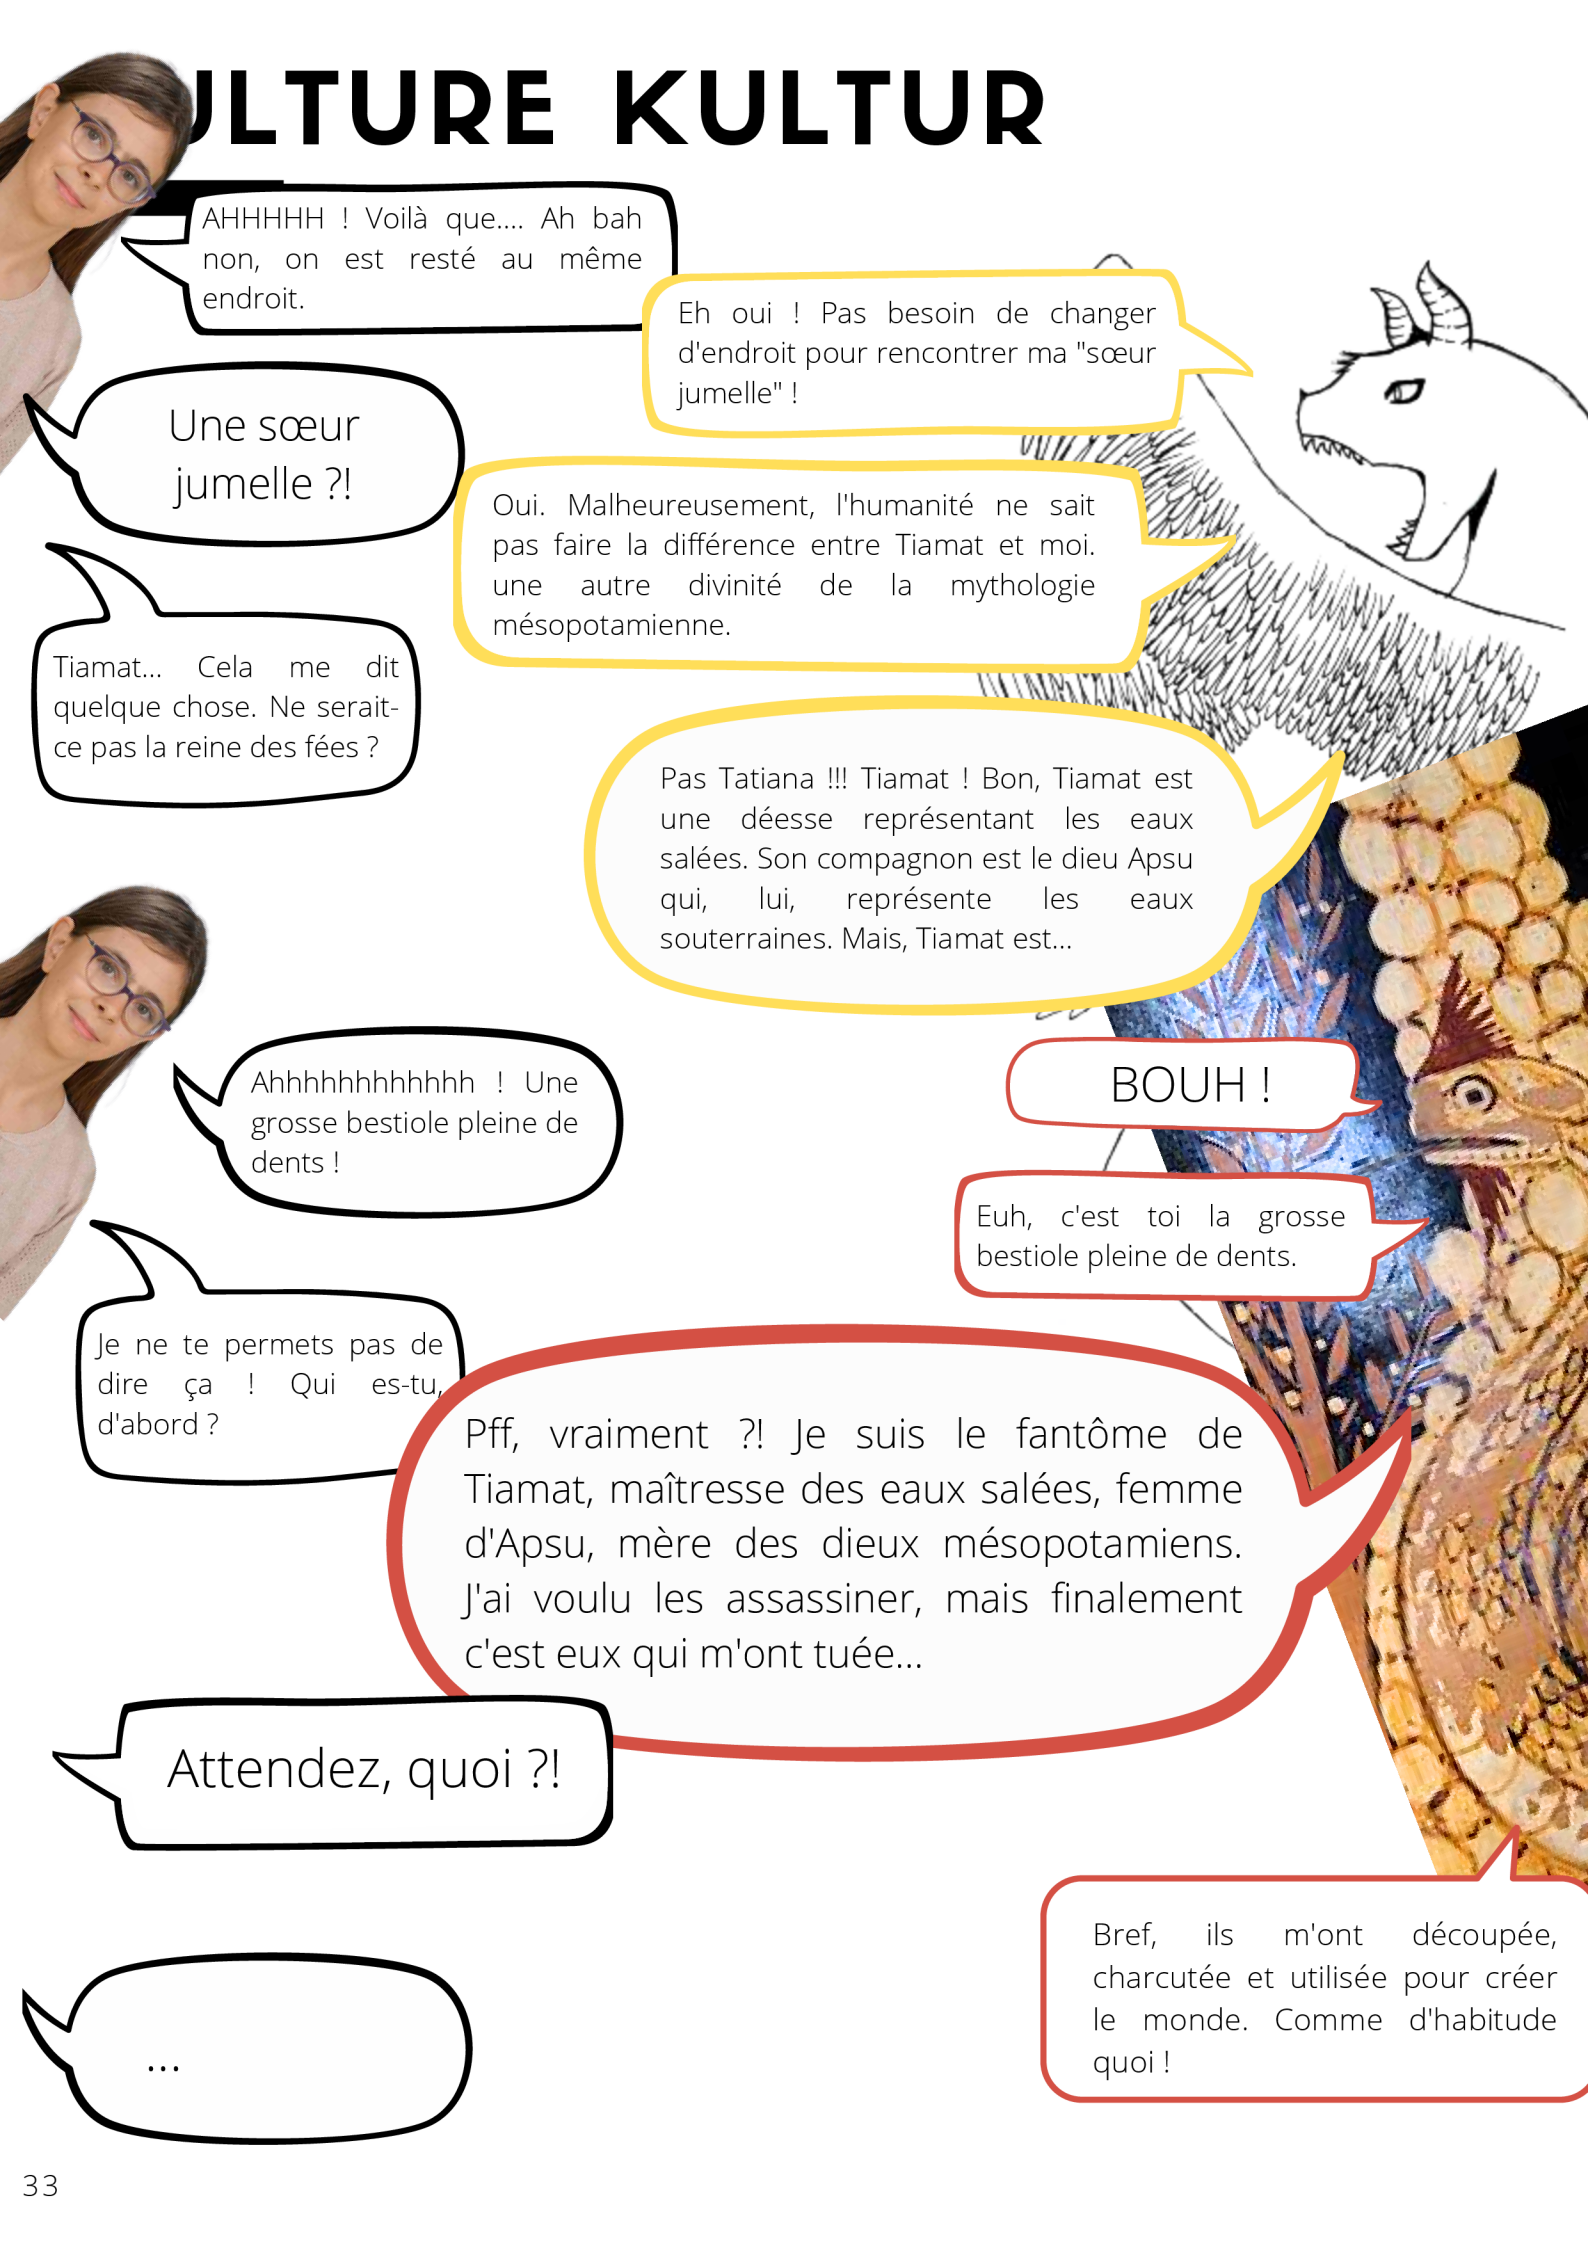 ULTURE KULTUR
AHHHHH ! Voilà que.... Ah bah
non, on est resté au même
endroit.
Eh oui ! Pas besoin de changer
d'endroit pour rencontrer ma "sœur
jumelle" !
Une sœur
jumelle ?!
Oui. Malheureusement, l'humanité ne sait
pas faire la différence entre Tiamat et moi.
une autre divinité de la mythologie
mésopotamienne.
Tiamat... Cela me dit
quelque chose. Ne serait-
ce pas la reine des fées ?
Pas Tatiana !!! Tiamat ! Bon, Tiamat est
une déesse représentant les eaux
salées. Son compagnon est le dieu Apsu
qui, lui, représente les eaux
souterraines. Mais, Tiamat est...
BOUH !
Ahhhhhhhhhhhh ! Une
grosse bestiole pleine de
dents !
Euh, c'est toi la grosse
bestiole pleine de dents.
Je ne te permets pas de
dire ça ! Qui es-tu,
d'abord ?
Pff, vraiment ?! Je suis le fantôme de
Tiamat, maîtresse des eaux salées, femme
d'Apsu, mère des dieux mésopotamiens.
J'ai voulu les assassiner, mais finalement
c'est eux qui m'ont tuée...
Attendez, quoi ?!
Bref, ils m'ont découpée,
charcutée et utilisée pour créer
le monde. Comme d'habitude
quoi !
...
33